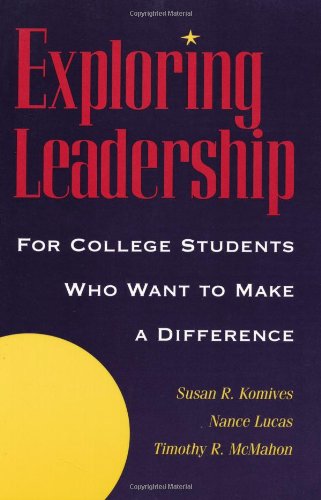 Exploring
Leadership
FOR COLLEGE STUDENTS
WHO WANT TO MAKE
A DIFFERENCE
Susan R. Komives
Nance Lucas
Timothy R. McMahon